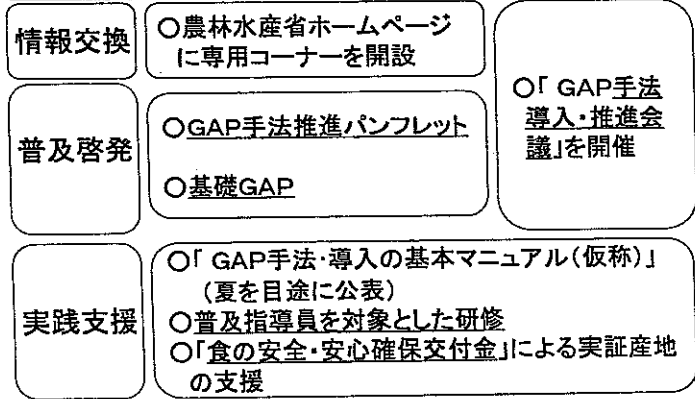 情報交換
○農林水産省ホームページ
に専用コーナーを開設
普及啓発
○GAP手法推進パンフレット
○基礎GAP
○「GAP手法
導入・推進会
議」を開催
実践支援
○「GAP手法・導入の基本マニュアル(仮称)」
(夏を目途に公表)
○普及指導員を対象とした研修
○「食の安全・安心確保交付金」による実証産地
の支援